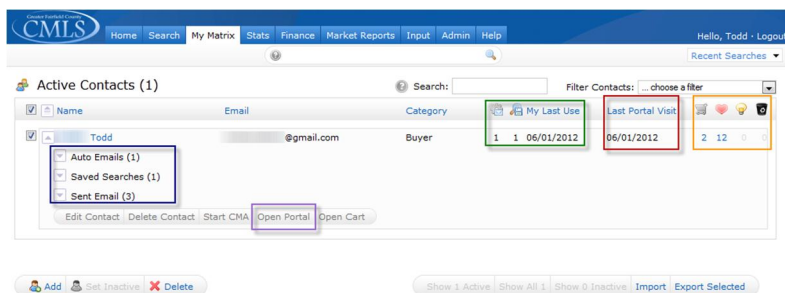 Greater Fairfield County
CMLS
Home Search My Matrix Stats Finance Market Reports Input Admin Help
Hello, Todd · Logout
Recent Searches
Active Contacts (1)
Search:
Filter Contacts: ... choose a filter
Name Email Category My Last Use Last Portal Visit
Todd @gmail.com Buyer 1 1 06/01/2012 06/01/2012 2 12 0 0
Auto Emails (1)
Saved Searches (1)
Sent Email (3)
Edit Contact Delete Contact Start CMA Open Portal Open Cart
Add Set Inactive Delete
Show 1 Active Show All 1 Show 0 Inactive Import Export Selected